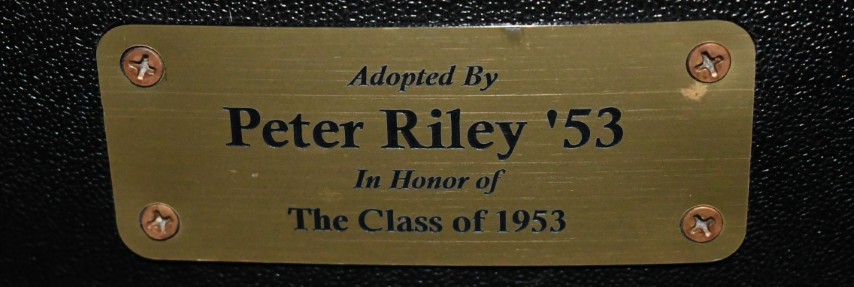 Adopted By
Peter Riley '53
In Honor of
The Class of 1953